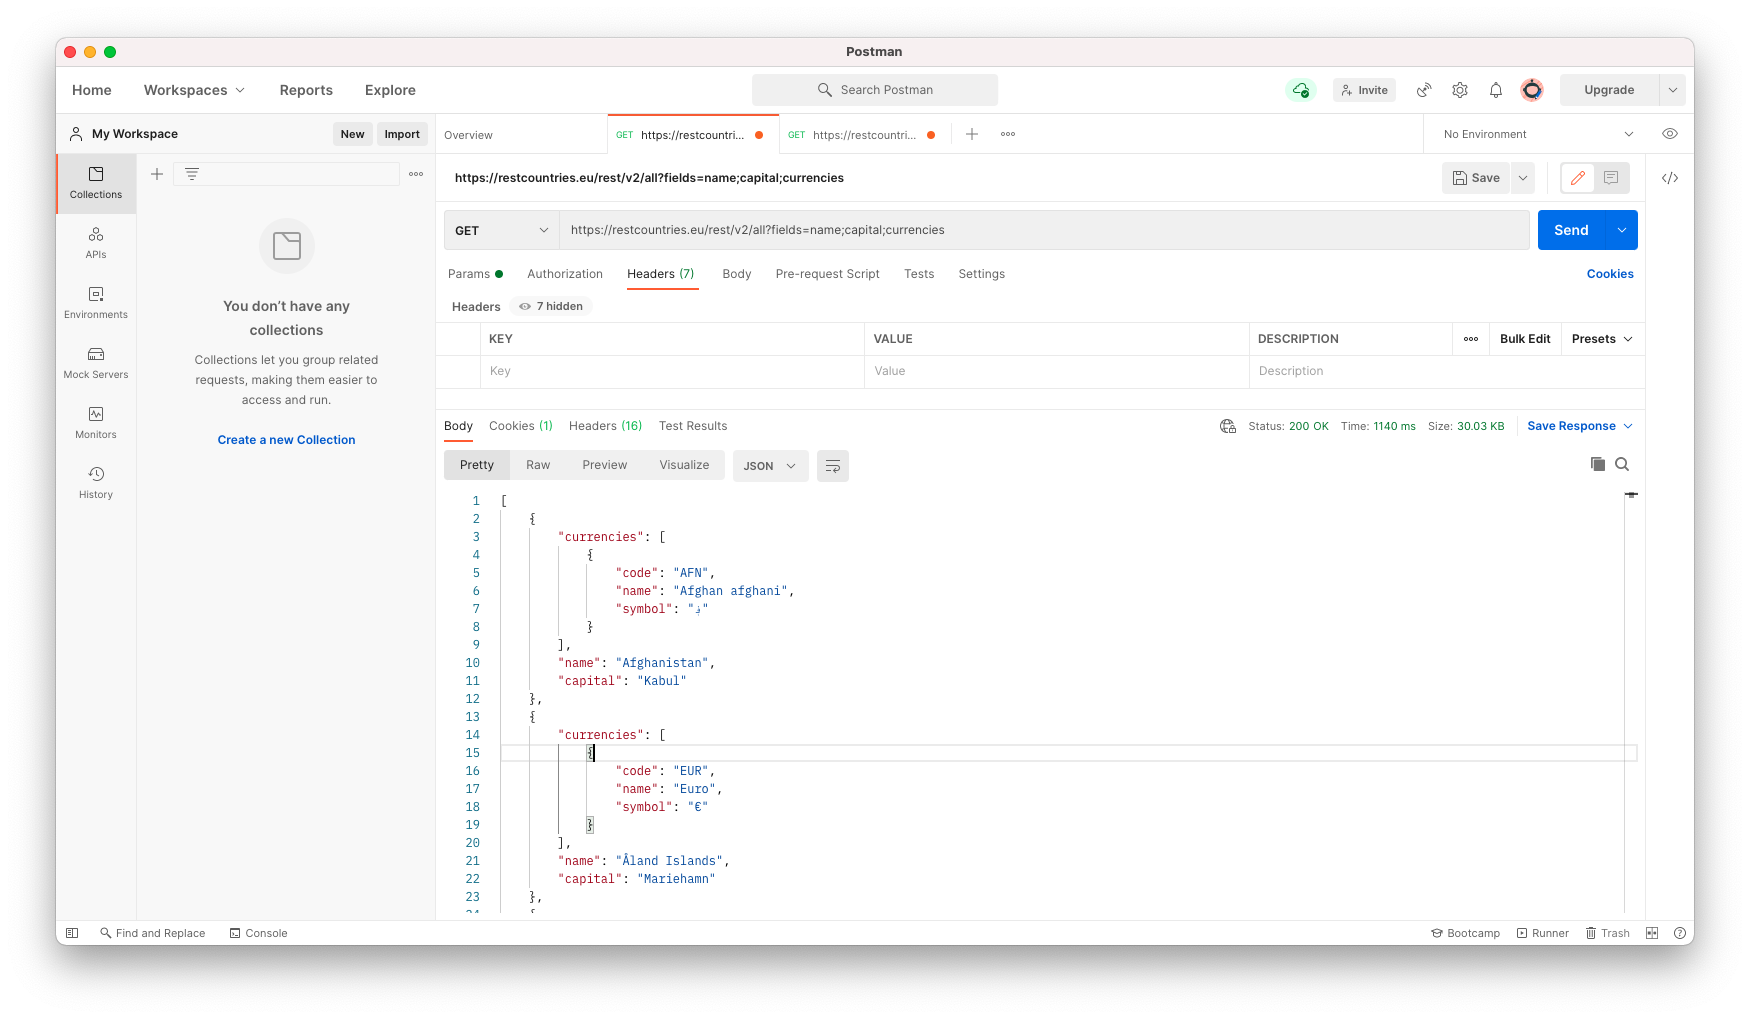 Postman
Home Workspaces Reports Explore Search Postman Invite Upgrade
My Workspace New Import Overview GET https://restcountri... GET https://restcountri... No Environment
https://restcountries.eu/rest/v2/all?fields=name;capital;currencies Save
Collections
APIs
Environments
Mock Servers
Monitors
History
You don’t have any
collections
Collections let you group related
requests, making them easier to
access and run.
Create a new Collection
GET https://restcountries.eu/rest/v2/all?fields=name;capital;currencies Send
Params Authorization Headers (7) Body Pre-request Script Tests Settings Cookies
Headers 7 hidden
KEY VALUE DESCRIPTION Bulk Edit Presets
Key Value Description
Body Cookies (1) Headers (16) Test Results Status: 200 OK Time: 1140 ms Size: 30.03 KB Save Response
Pretty Raw Preview Visualize JSON
1 [
2 {
3 "currencies": [
4 {
5 "code": "AFN",
6 "name": "Afghan afghani",
7 "symbol": "؋"
8 }
9 ],
10 "name": "Afghanistan",
11 "capital": "Kabul"
12 },
13 {
14 "currencies": [
15 {
16 "code": "EUR",
17 "name": "Euro",
18 "symbol": "€"
19 }
20 ],
21 "name": "Åland Islands",
22 "capital": "Mariehamn"
23 },
24 {
Find and Replace Console Bootcamp Runner Trash